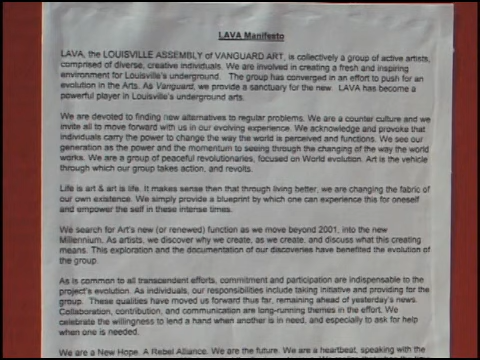 LAVA Manifesto
LAVA, the LOUISVILLE ASSEMBLY of VANGUARD ART, is collectively a group of active artists,
comprised of diverse, creative individuals. We are involved in creating a fresh and inspiring
environment for Louisville's underground. The group has converged in an effort to push for an
evolution in the Arts. As Vanguard, we provide a sanctuary for the new. LAVA has become a
powerful player in Louisville's underground arts.
We are devoted to finding new alternatives to regular problems. We are a counter culture and we
invite all to move forward with us in our evolving experience. We acknowledge and provoke that
individuals carry the power to change the way the world is perceived and functions. We see our
generation as the power and the momentum to seeing through the changing of the way the world
works. We are a group of peaceful revolutionaries, focused on World evolution. Art is the vehicle
through which our group takes action, and revolts.
Life is art & art is life. It makes sense then that through living better, we are changing the fabric of
our own existence. We simply provide a blueprint by which one can experience this for oneself
and empower the self in these intense times.
We search for Art's new (or renewed) function as we move beyond 2001, into the new
Millennium. As artists, we discover why we create, as we create, and discuss what this creating
means. This exploration and the documentation of our discoveries have benefited the evolution of
the group.
As is common to all transcendent efforts, commitment and participation are indispensable to the
project's evolution. As individuals, our responsibilities include taking initiative and providing for the
group. These qualities have moved us forward thus far, remaining ahead of yesterday's news.
Collaboration, contribution, and communication are long-running themes in the effort. We
celebrate the willingness to lend a hand when another is in need, and especially to ask for help
when one is needed.
We are a New Hope. A Rebel Alliance. We are the future. We are a heartbeat, speaking with the